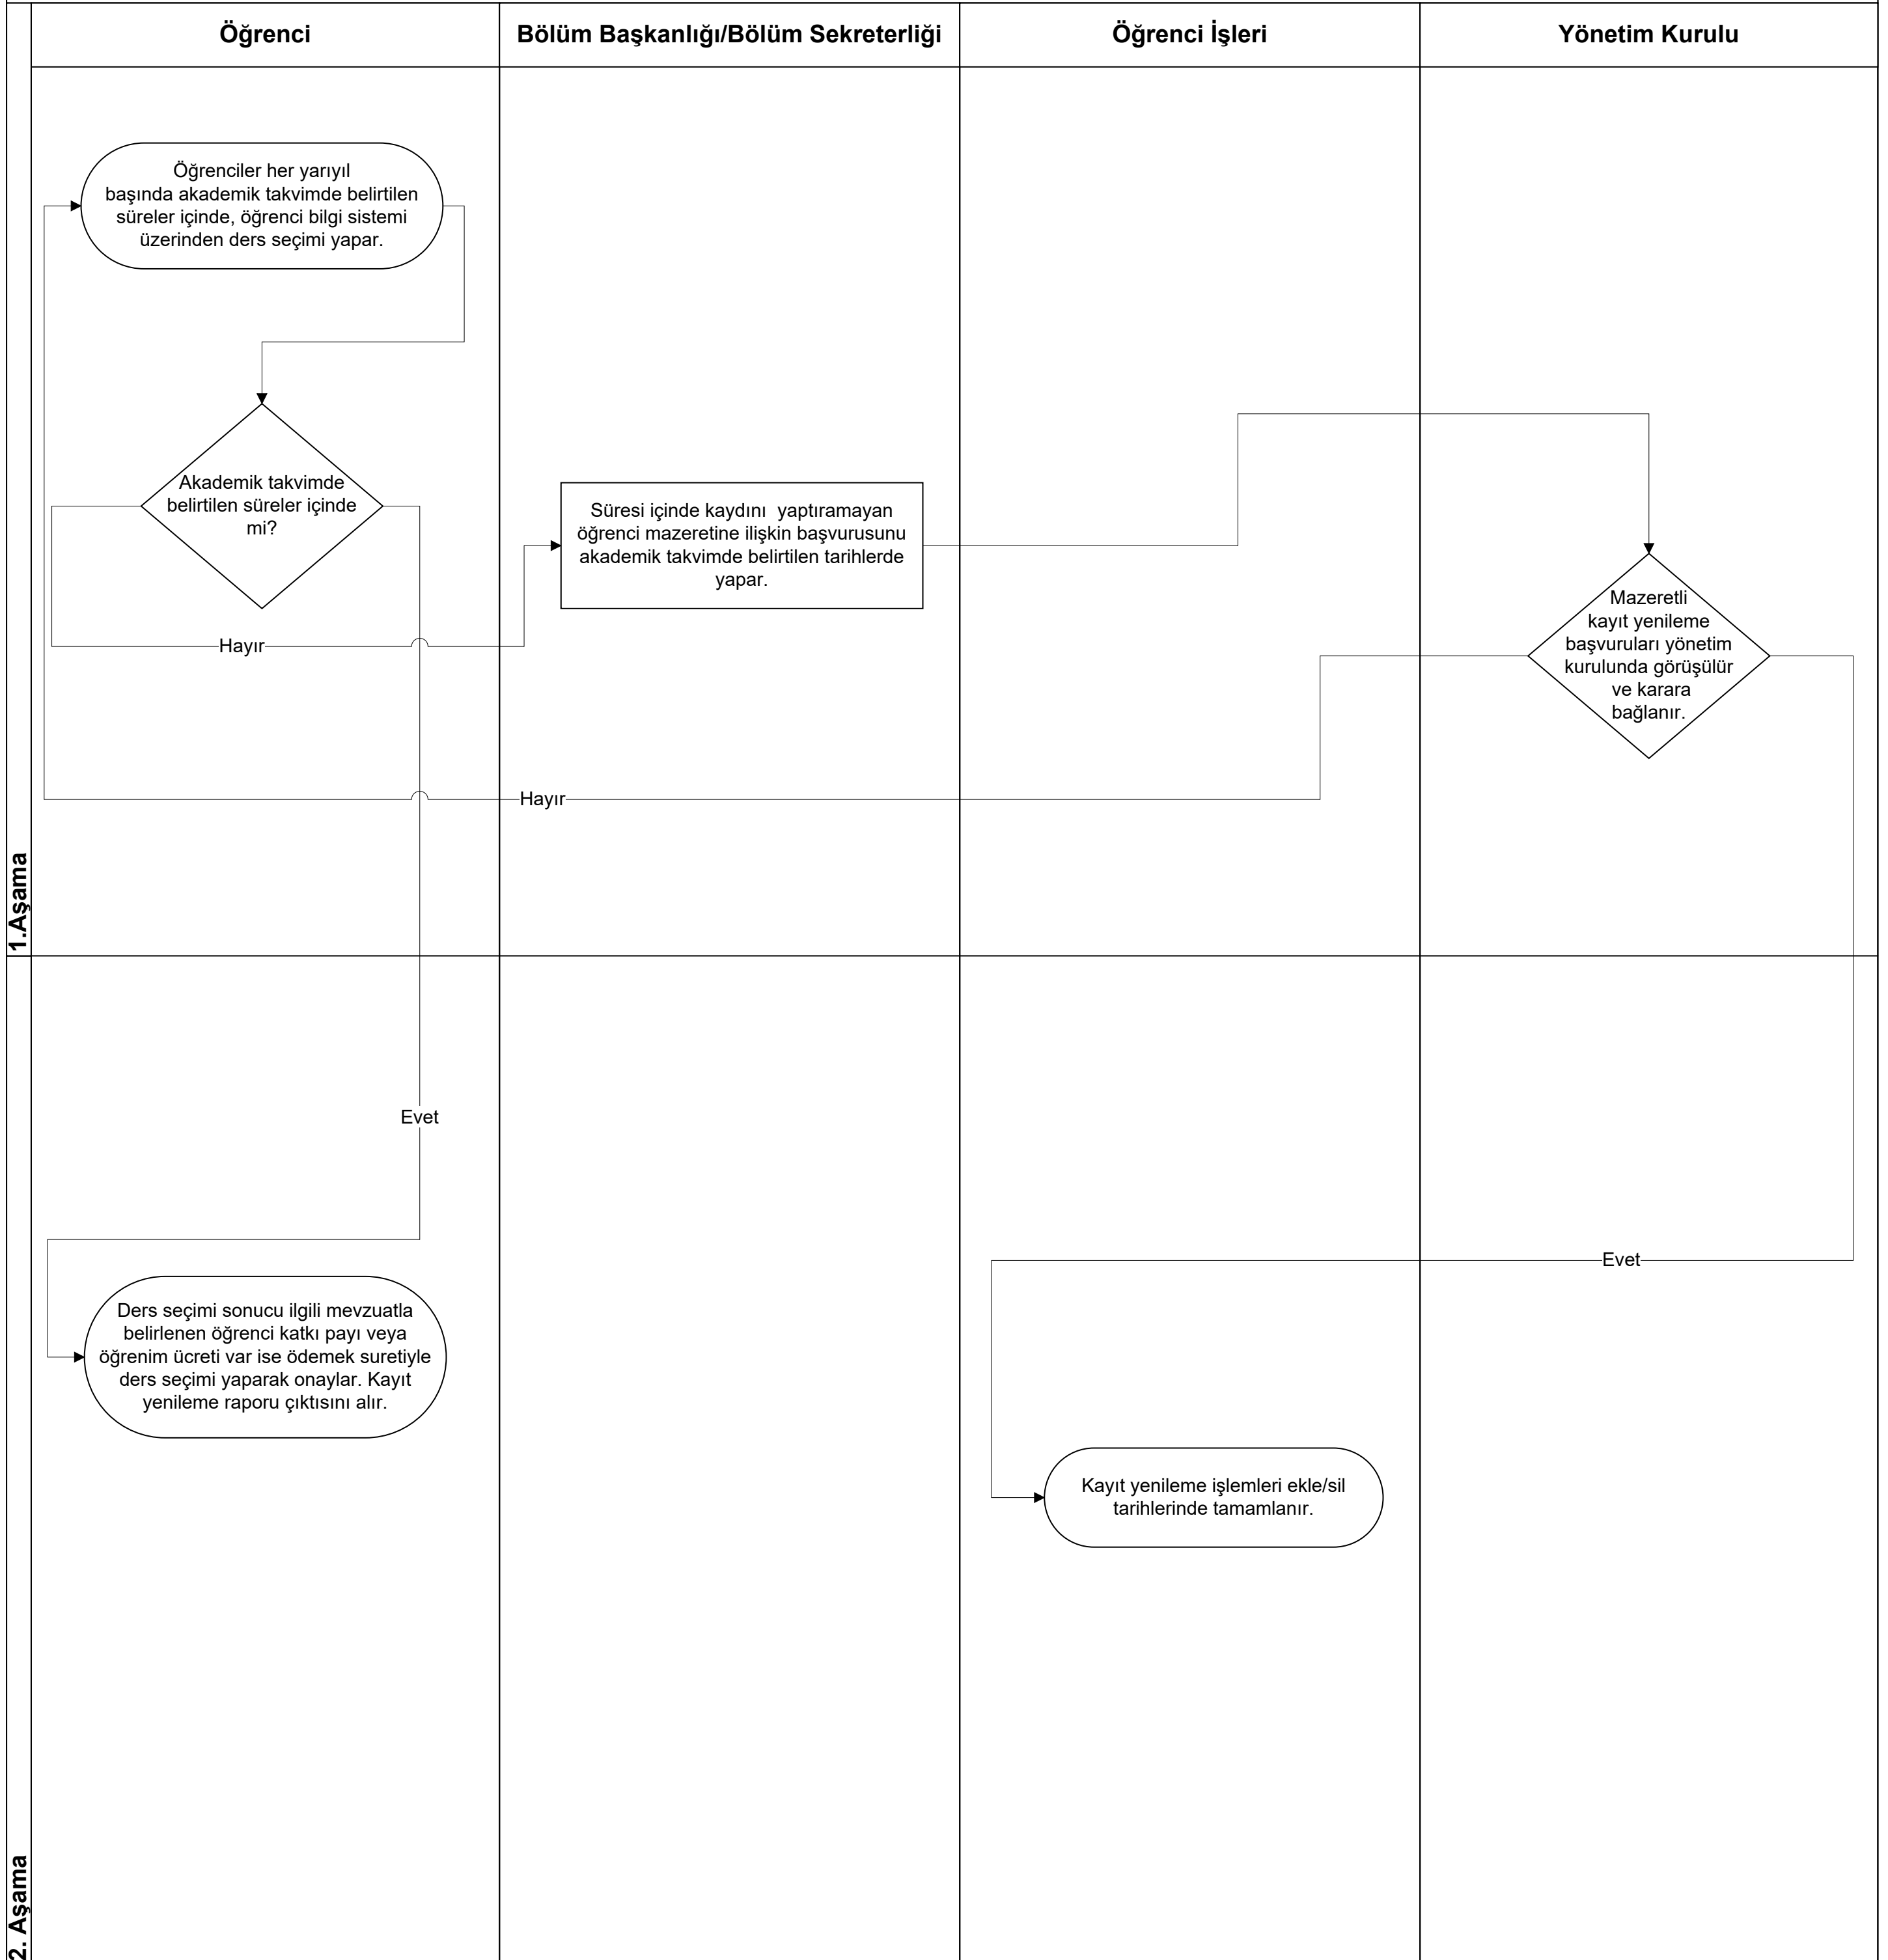 Öğrenci
Bölüm Başkanlığı/Bölüm Sekreterliği
Öğrenci İşleri
Yönetim Kurulu
1.Aşama
Öğrenciler her yarıyıl
başında akademik takvimde belirtilen
süreler içinde, öğrenci bilgi sistemi
üzerinden ders seçimi yapar.
Akademik takvimde
belirtilen süreler içinde
mi?
Hayır
Süresi içinde kaydını  yaptıramayan
öğrenci mazeretine ilişkin başvurusunu
akademik takvimde belirtilen tarihlerde
yapar.
Mazeretli
kayıt yenileme
başvuruları yönetim
kurulunda görüşülür
ve karara
bağlanır.
Hayır
2. Aşama
Evet
Evet
Ders seçimi sonucu ilgili mevzuatla
belirlenen öğrenci katkı payı veya
öğrenim ücreti var ise ödemek suretiyle
ders seçimi yaparak onaylar. Kayıt
yenileme raporu çıktısını alır.
Kayıt yenileme işlemleri ekle/sil
tarihlerinde tamamlanır.